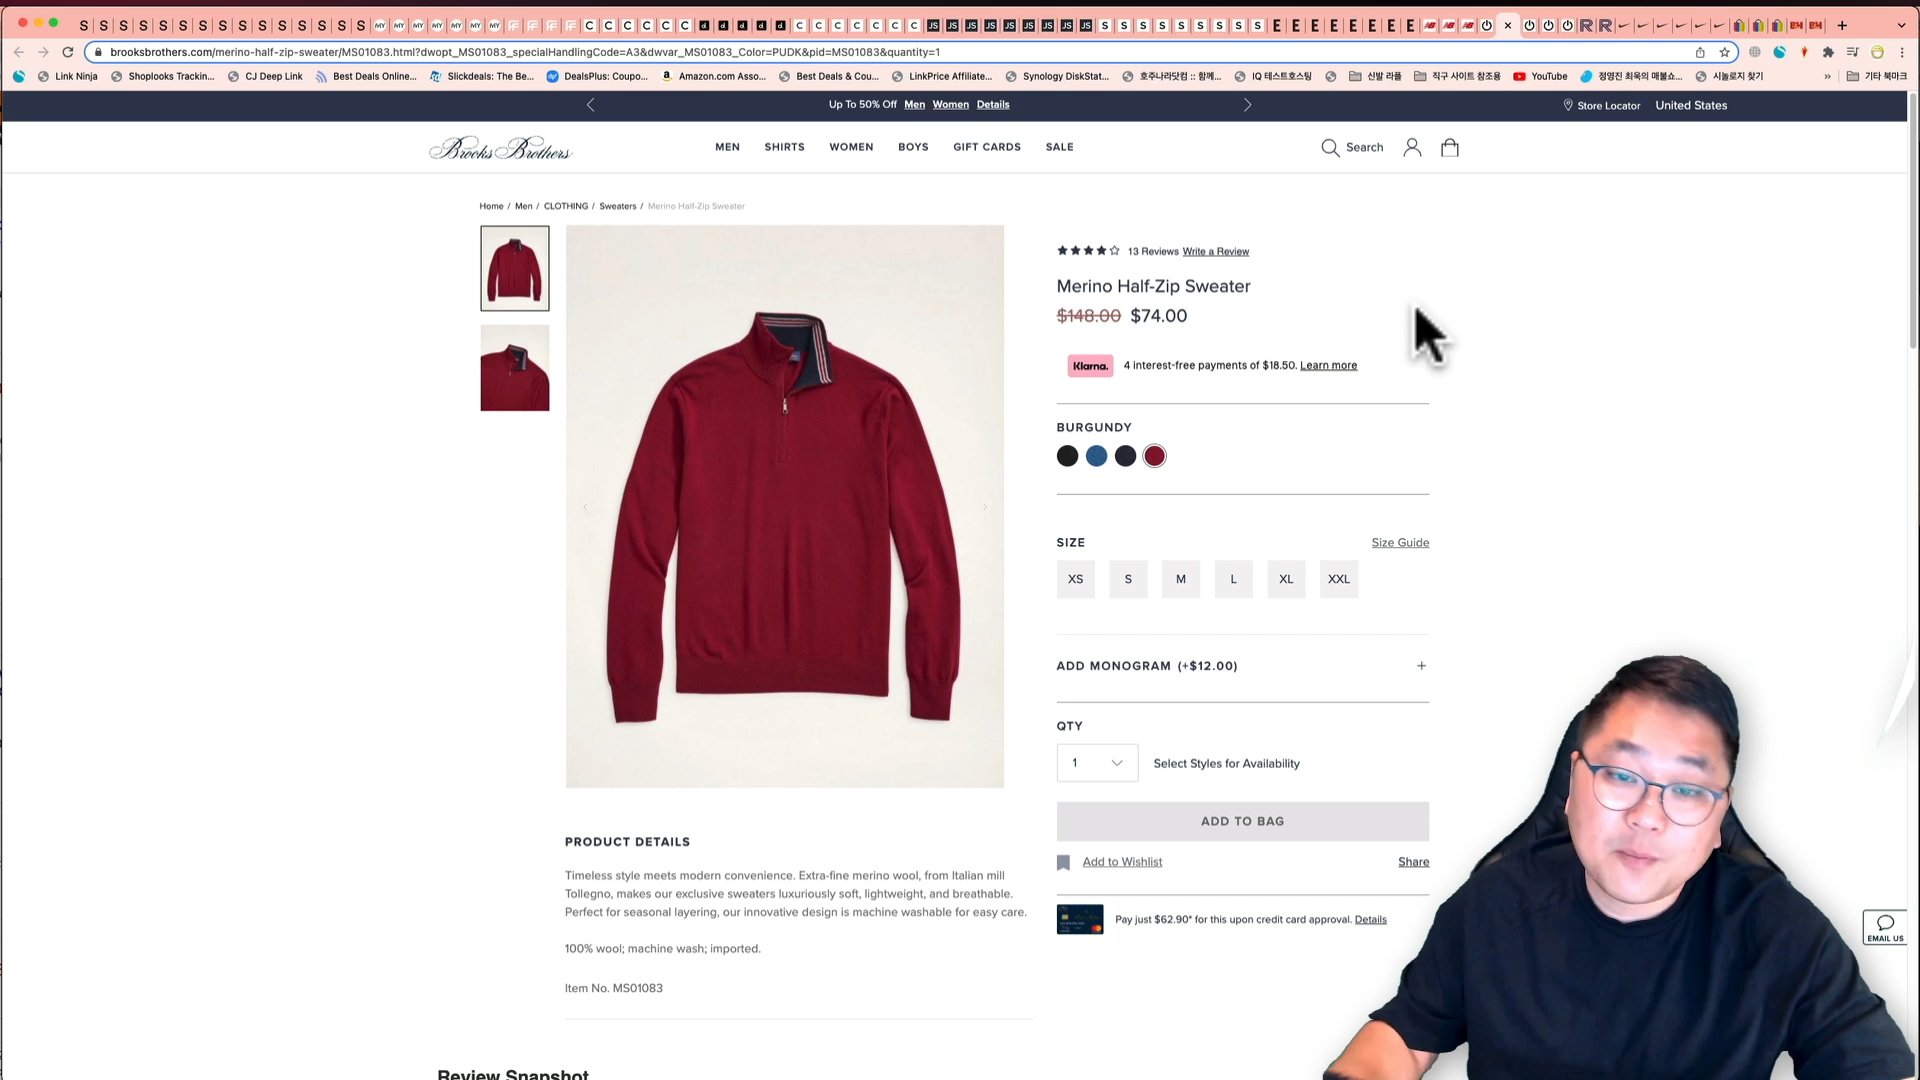 brooksbrothers.com/merino-half-zip-sweater/MS01083.html?dwopt_MS01083_specialHandlingCode=A3&dwvar_MS01083_Color=PUDK&pid=MS01083&quantity=1
Link Ninja
Shoplooks Trackin...
CJ Deep Link
Best Deals Online...
Slickdeals: The Be...
DealsPlus: Coupo...
Amazon.com Asso...
Best Deals & Cou...
LinkPrice Affiliate...
Synology DiskStat...
호주나라닷컴 :: 함께...
IQ 테스트호스팅
신발 라플
직구 사이트 참조용
YouTube
정영진 최욱의 매불쇼...
시놀로지 찾기
»
기타 북마크
Up To 50% Off Men Women Details
Store Locator
United States
Brooks Brothers
MEN
SHIRTS
WOMEN
BOYS
GIFT CARDS
SALE
Search
Home / Men / CLOTHING / Sweaters / Merino Half-Zip Sweater
13 Reviews Write a Review
Merino Half-Zip Sweater
$148.00 $74.00
Klarna. 4 interest-free payments of $18.50. Learn more
BURGUNDY
SIZE
Size Guide
XS
S
M
L
XL
XXL
ADD MONOGRAM (+$12.00)
+
QTY
1
Select Styles for Availability
ADD TO BAG
Add to Wishlist
Share
Pay just $62.90* for this upon credit card approval. Details
PRODUCT DETAILS
Timeless style meets modern convenience. Extra-fine merino wool, from Italian mill
Tollegno, makes our exclusive sweaters luxuriously soft, lightweight, and breathable.
Perfect for seasonal layering, our innovative design is machine washable for easy care.
100% wool; machine wash; imported.
Item No. MS01083
EMAIL US
Review Snapshot